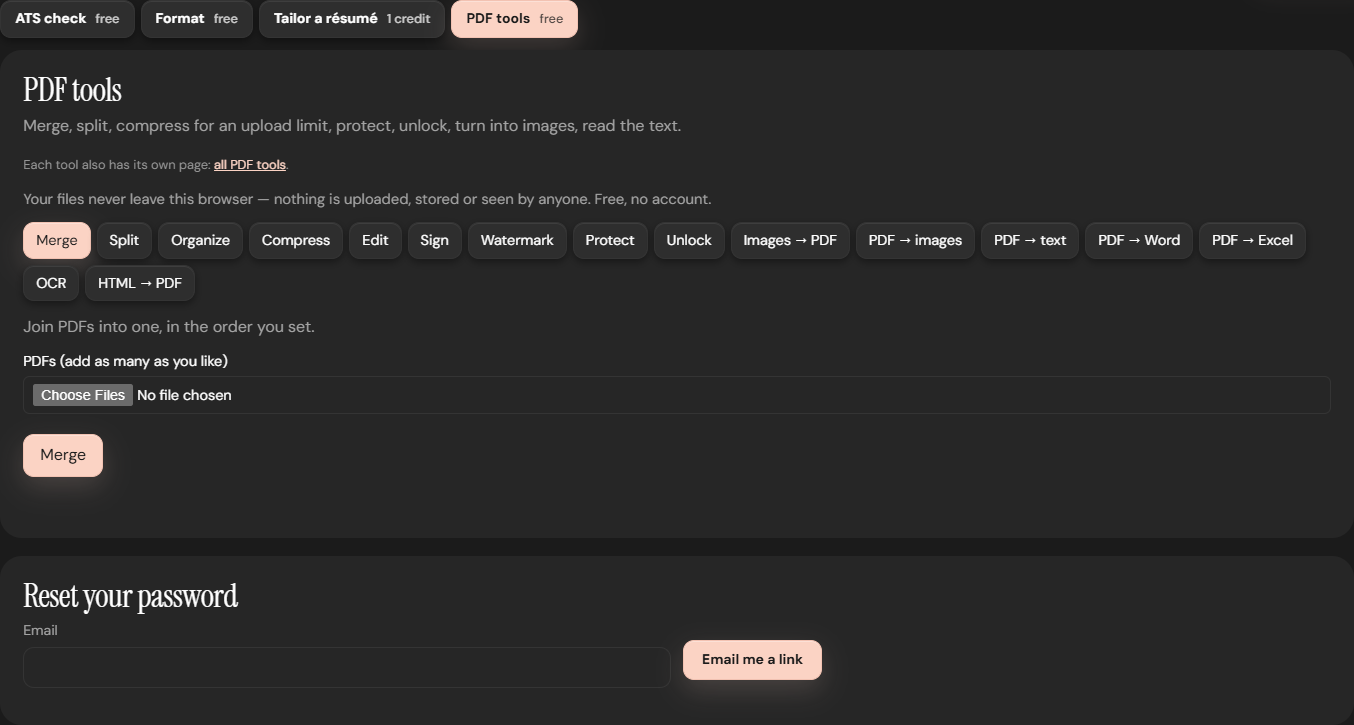 ATS check free Format free Tailor a résumé 1 credit PDF tools free
PDF tools
Merge, split, compress for an upload limit, protect, unlock, turn into images, read the text.
Each tool also has its own page: all PDF tools.
Your files never leave this browser — nothing is uploaded, stored or seen by anyone. Free, no account.
Merge Split Organize Compress Edit Sign Watermark Protect Unlock Images → PDF PDF → images PDF → text PDF → Word PDF → Excel
OCR HTML → PDF
Join PDFs into one, in the order you set.
PDFs (add as many as you like)
Choose Files No file chosen
Merge
Reset your password
Email
Email me a link